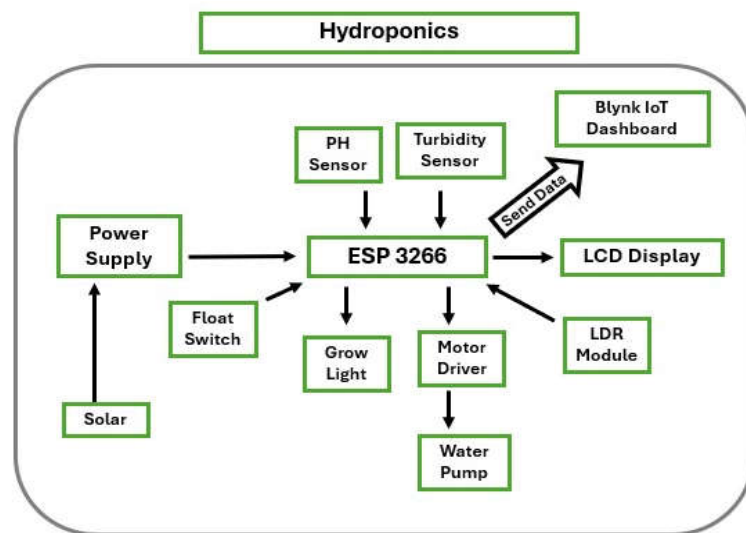 Hydroponics
Blynk IoT
Dashboard
PH
Sensor
Turbidity
Sensor
Send Data
Power
Supply
ESP 3266
LCD Display
Float
Switch
Grow
Light
Motor
Driver
LDR
Module
Solar
Water
Pump